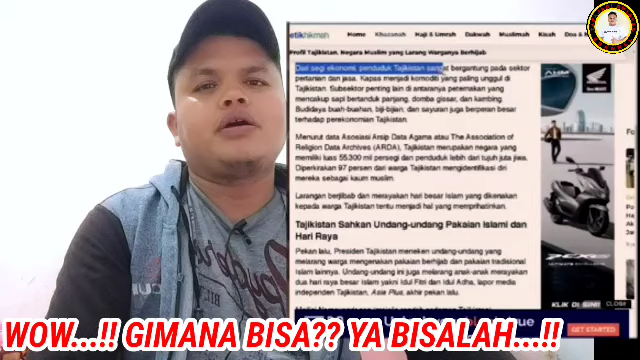 detikhikmah
Home Khazanah Haji & Umrah Dakwah Muslimah Kisah Doa &
Profil Tajikistan, Negara Muslim yang Larang Warganya Berhijab
Dari segi ekonomi, penduduk Tajikistan sangat bergantung pada sektor
pertanian dan jasa. Kapas menjadi komoditi yang paling unggul di
Tajikistan. Subsektor penting lain di antaranya peternakan yang
mencakup sapi bertanduk panjang, domba gissar, dan kambing.
Budidaya buah-buahan, biji-bijian, dan sayuran juga berperan besar
terhadap perekonomian Tajikistan.
Menurut data Asosiasi Arsip Data Agama atau The Association of
Religion Data Archives (ARDA), Tajikistan merupakan negara yang
memiliki luas 55.300 mil persegi dan penduduk lebih dari tujuh juta jiwa.
Diperkirakan 97 persen dari warga Tajikistan mengidentifikasi diri
mereka sebagai kaum muslim.
Larangan berjilbab dan merayakan hari besar Islam yang dikenakan
kepada warga Tajikistan tentu menjadi hal yang memprihatinkan.
Tajikistan Sahkan Undang-undang Pakaian Islami dan
Hari Raya
Pekan lalu, Presiden Tajikistan meneken undang-undang yang
melarang warga mengenakan pakaian berhijab dan pakaian tradisional
Islam lainnya. Undang-undang ini juga melarang anak-anak merayakan
dua hari raya besar Islam yakni Idul Fitri dan Idul Adha, lapor media
independen Tajikistan, Asia Plus, akhir pekan lalu.
HONDA
KLIK DI SINI!
CLOSE
GET STARTED
WOW...!! GIMANA BISA?? YA BISALAH...!!